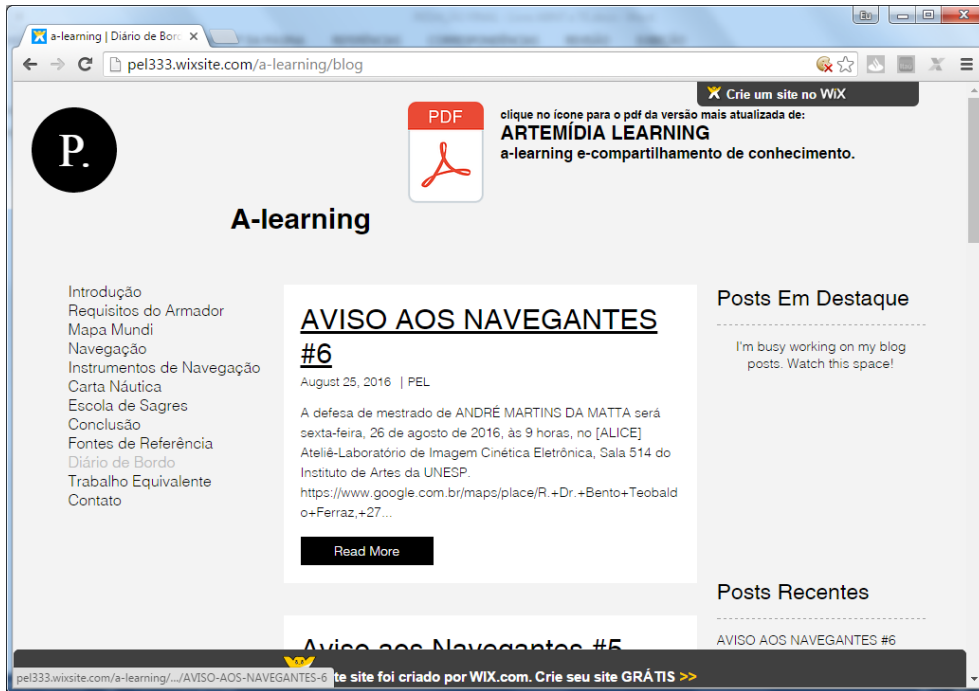 Eu
a-learning | Diário de Bord
pel333.wixsite.com/a-learning/blog
Crie um site no WiX
P.
PDF
clique no ícone para o pdf da versão mais atualizada de:
ARTEMÍDIA LEARNING
a-learning e-compartilhamento de conhecimento.
A-learning
Introdução
Requisitos do Armador
Mapa Mundi
Navegação
Instrumentos de Navegação
Carta Náutica
Escola de Sagres
Conclusão
Fontes de Referência
Diário de Bordo
Trabalho Equivalente
Contato
AVISO AOS NAVEGANTES
#6
August 25, 2016 | PEL
A defesa de mestrado de ANDRÉ MARTINS DA MATTA será
sexta-feira, 26 de agosto de 2016, às 9 horas, no [ALICE]
Ateliê-Laboratório de Imagem Cinética Eletrônica, Sala 514 do
Instituto de Artes da UNESP.
https://www.google.com.br/maps/place/R.+Dr.+Bento+Teobald
o+Ferraz,+27...
Read More
Aviso aos Navegantes #5
Posts Em Destaque
I'm busy working on my blog
posts. Watch this space!
Posts Recentes
AVISO AOS NAVEGANTES #6
te site foi criado por WIX.com. Crie seu site GRÁTIS >>
pel333.wixsite.com/a-learning/.../AVISO-AOS-NAVEGANTES-6